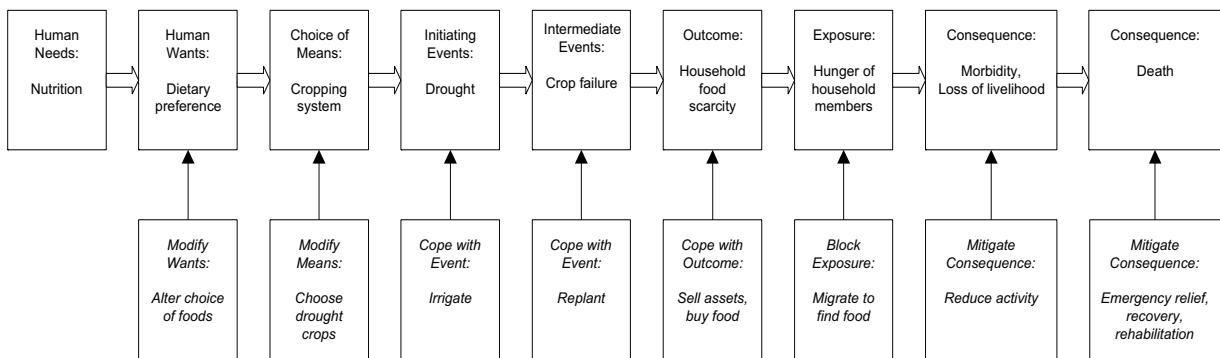 Human
Needs:
Nutrition
Human
Wants:
Dietary
preference
Choice of
Means:
Cropping
system
Initiating
Events:
Drought
Intermediate
Events:
Crop failure
Outcome:
Household
food
scarcity
Exposure:
Hunger of
household
members
Consequence:
Morbidity,
Loss of livelihood
Consequence:
Death
Modify
Wants:
Alter choice
of foods
Modify
Means:
Choose
drought
crops
Cope with
Event:
Irrigate
Cope with
Event:
Replant
Cope with
Outcome:
Sell assets,
buy food
Block
Exposure:
Migrate to
find food
Mitigate
Consequence:
Reduce activity
Mitigate
Consequence:
Emergency relief,
recovery,
rehabilitation